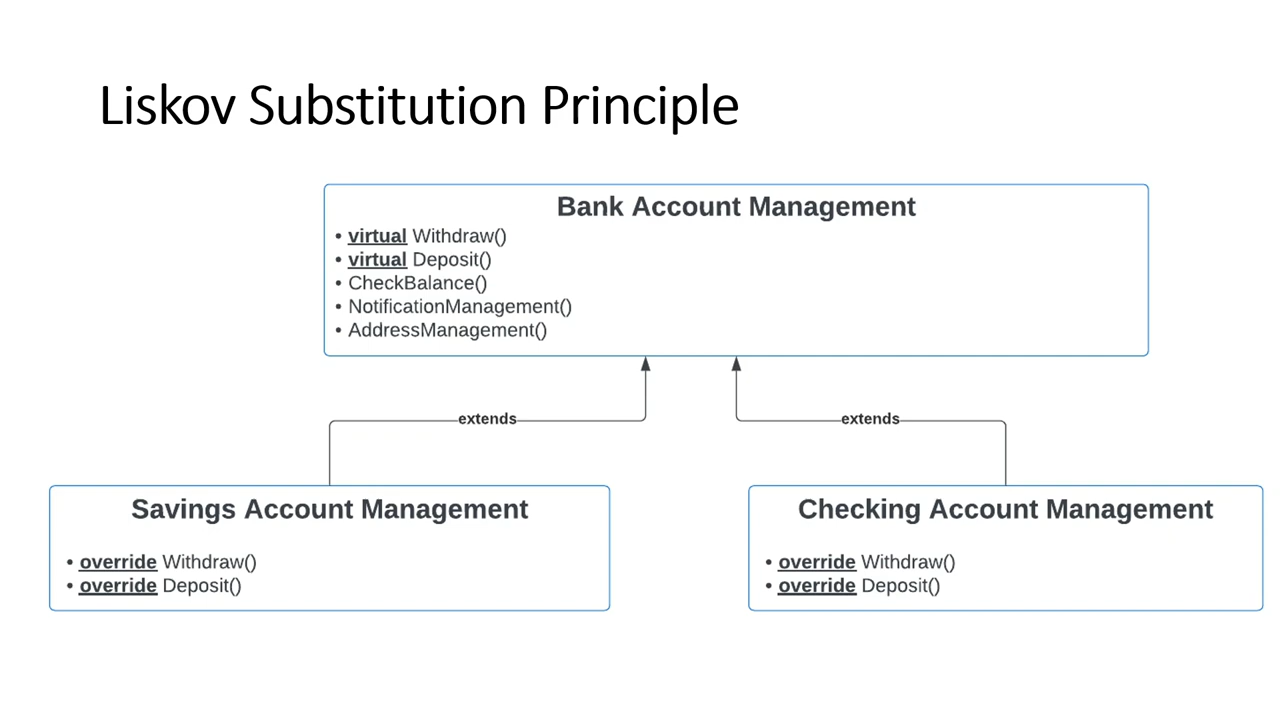 Liskov Substitution Principle
Bank Account Management
• virtual Withdraw()
• virtual Deposit()
• CheckBalance()
• NotificationManagement()
• AddressManagement()
extends
extends
Savings Account Management
• override Withdraw()
• override Deposit()
Checking Account Management
• override Withdraw()
• override Deposit()